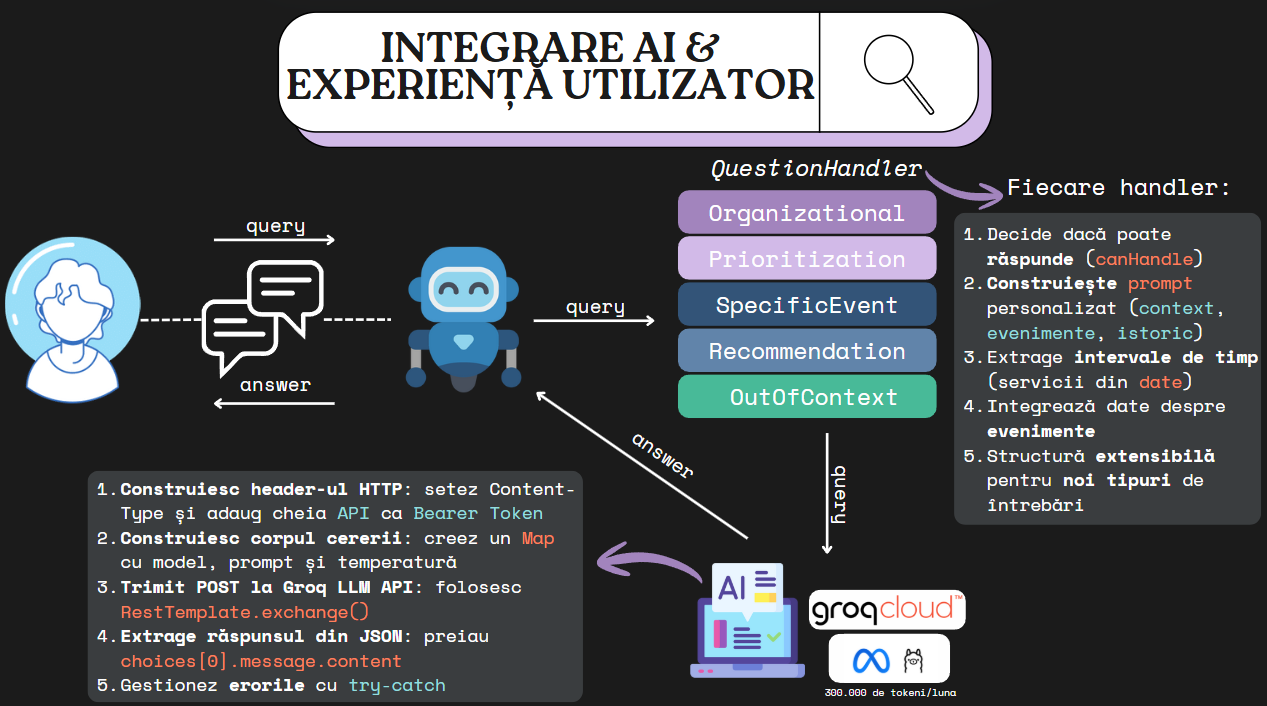 INTEGRARE AI &
EXPERIENȚĂ UTILIZATOR
QuestionHandler
Organizational
Prioritization
SpecificEvent
Recommendation
OutOfContext
Fiecare handler:
1. Decide dacă poate
răspunde (canHandle)
2. Construiește prompt
personalizat (context,
evenimente, istoric)
3. Extrage intervale de timp
(servicii din date)
4. Integrează date despre
evenimente
5. Structură extensibilă
pentru noi tipuri de
întrebări
query
answer
query
answer
query
1. Construiesc header-ul HTTP: setez Content-
Type și adaug cheia API ca Bearer Token
2. Construiesc corpul cererii: creez un Map
cu model, prompt și temperatură
3. Trimit POST la Groq LLM API: folosesc
RestTemplate.exchange()
4. Extrage răspunsul din JSON: preiau
choices[0].message.content
5. Gestionez erorile cu try-catch
AI
groqcloud™
300.000 de tokeni/luna